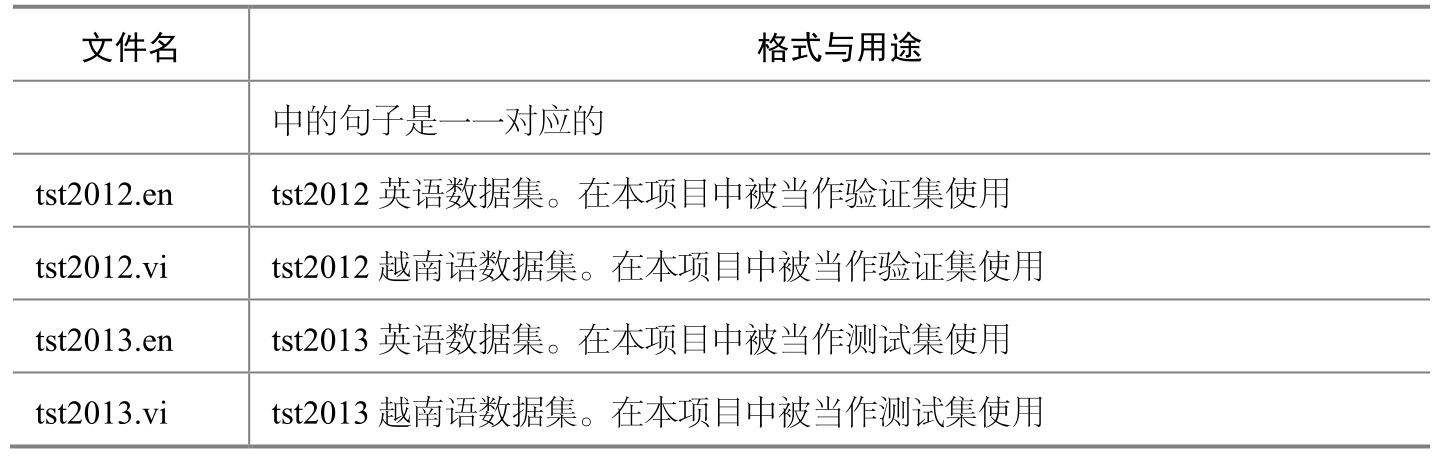 文件名 格式与用途
中的句子是一一对应的
tst2012.en tst2012 英语数据集。在本项目中被当作验证集使用
tst2012.vi tst2012 越南语数据集。在本项目中被当作验证集使用
tst2013.en tst2013 英语数据集。在本项目中被当作测试集使用
tst2013.vi tst2013 越南语数据集。在本项目中被当作测试集使用